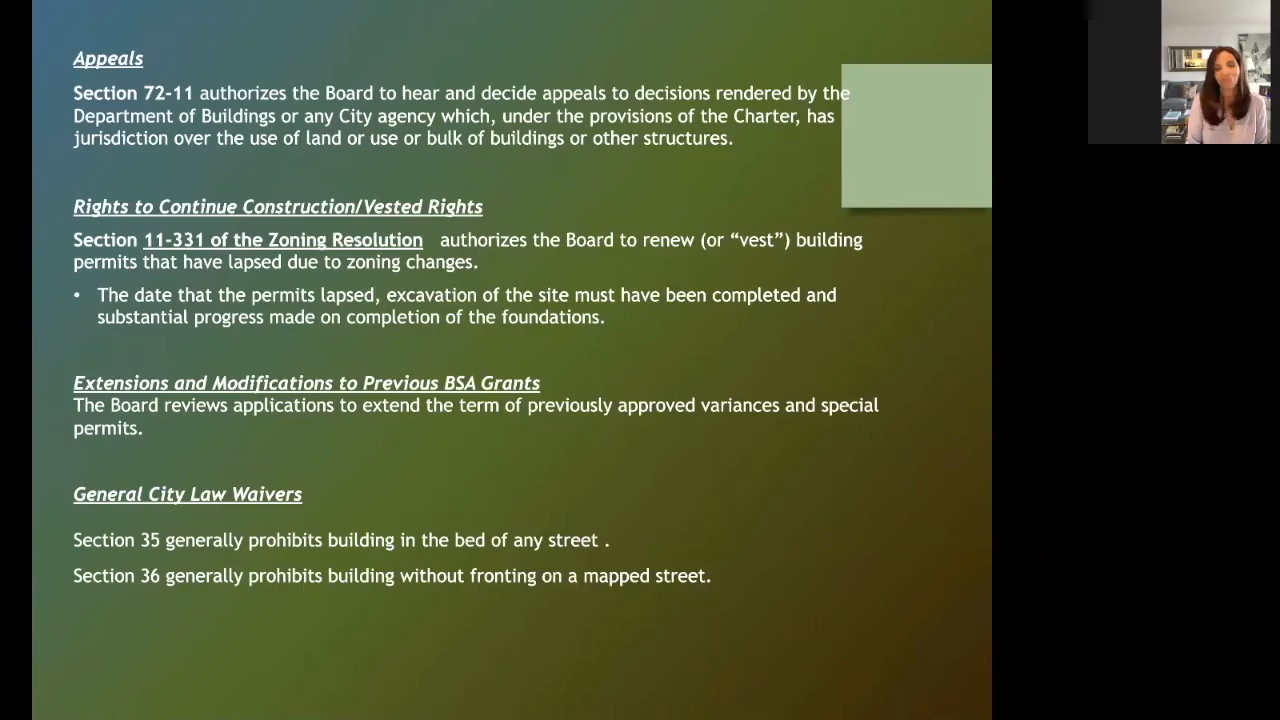 Appeals
Section 72-11 authorizes the Board to hear and decide appeals to decisions rendered by the
Department of Buildings or any City agency which, under the provisions of the Charter, has
jurisdiction over the use of land or use or bulk of buildings or other structures.
Rights to Continue Construction/Vested Rights
Section 11-331 of the Zoning Resolution authorizes the Board to renew (or “vest”) building
permits that have lapsed due to zoning changes.
• The date that the permits lapsed, excavation of the site must have been completed and
substantial progress made on completion of the foundations.
Extensions and Modifications to Previous BSA Grants
The Board reviews applications to extend the term of previously approved variances and special
permits.
General City Law Waivers
Section 35 generally prohibits building in the bed of any street .
Section 36 generally prohibits building without fronting on a mapped street.